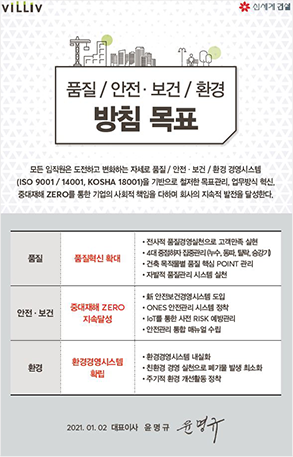 VILLIV
신세계건설
품질 / 안전 · 보건 / 환경
방침 목표
모든 임직원은 도전하고 변화하는 자세로 품질 / 안전 · 보건 / 환경 경영시스템
(ISO 9001 / 14001, KOSHA 18001)을 기반으로 철저한 목표관리, 업무방식 혁신,
중대재해 ZERO를 통한 기업의 사회적 책임을 다하여 회사의 지속적 발전을 달성한다.
품질
품질혁신 확대
• 전사적 품질경영실천으로 고객만족 실현
• 4대 중점하자 집중관리 (누수, 동파, 탈락, 승강기)
• 건축 목적물별 품질 핵심 POINT 관리
• 자발적 품질관리 시스템 실천
안전 · 보건
중대재해 ZERO
지속달성
• 新 안전보건경영시스템 도입
• ONES 안전관리 시스템 정착
• IoT를 통한 사전 RISK 예방관리
• 안전관리 통합 매뉴얼 수립
환경
환경경영시스템
확립
• 환경경영시스템 내실화
• 친환경 경영 실천으로 폐기물 발생 최소화
• 주기적 환경 개선활동 정착
2021. 01. 02 대표이사 윤 명 규
윤명규